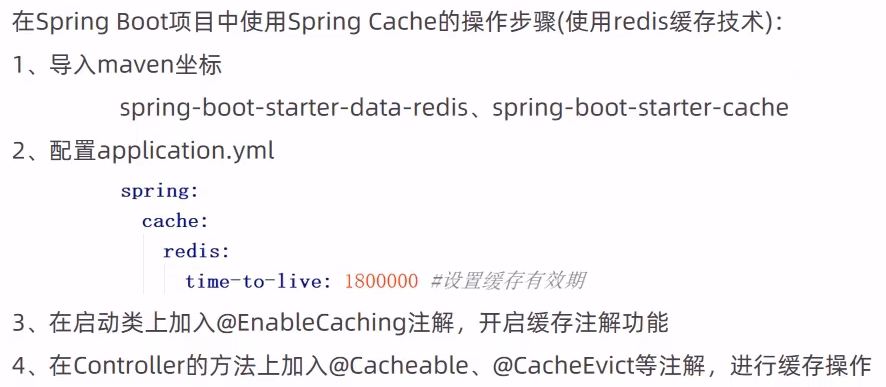 在Spring Boot项目中使用Spring Cache的操作步骤(使用redis缓存技术)：
1、导入maven坐标
spring-boot-starter-data-redis、spring-boot-starter-cache
2、配置application.yml
spring:
cache:
redis:
time-to-live: 1800000 #设置缓存有效期
3、在启动类上加入@EnableCaching注解，开启缓存注解功能
4、在Controller的方法上加入@Cacheable、@CacheEvict等注解，进行缓存操作